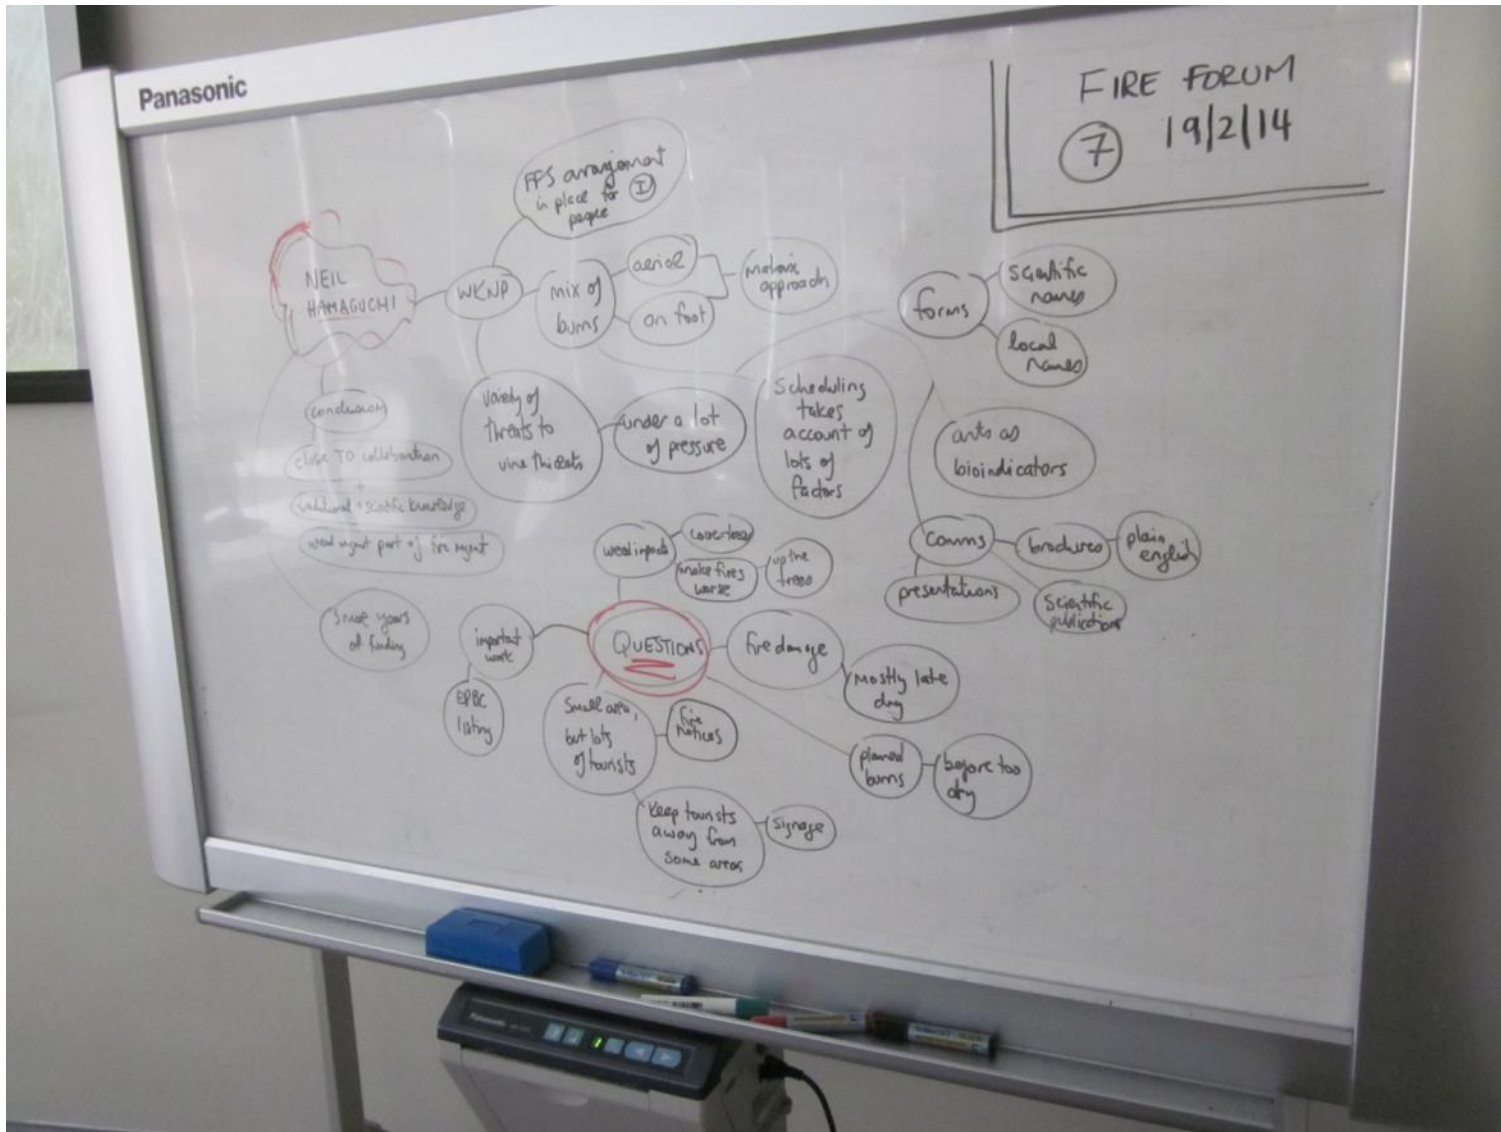 Panasonic
FIRE FORUM
7
19/2/14
FFS arrangement
in place for
people
I
NEIL
HAMAGUCHI
WKNP
mix of
burns
aerial
on foot
approach
forms
scientific
names
local
names
variety of
threats to
vine thickets
under a lot
of pressure
Scheduling
takes
account of
lots of
factors
ants as
bioindicators
Comms
brochures
plain
english
presentations
Scientific
publications
conclusion
close TO collaboration
+
traditional + scientific knowledge
weed mgmt part of fire mgmt
3 more years
of funding
weed impacts
make fires
worse
up the
trees
QUESTIONS
important
work
EPBC
listing
Small area,
but lots
of tourists
fire
notices
Keep tourists
away from
some areas
signage
fire damage
Mostly late
dry
planned
burns
before too
dry
Panasonic